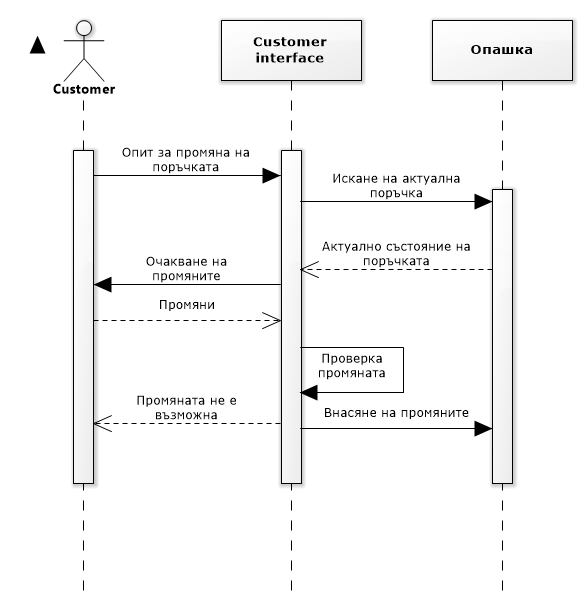 Customer
Customer
interface
Опашка
Опит за промяна на
поръчката
Искане на актуална
поръчка
Актуално състояние на
поръчката
Очакване на
промяните
Промяни
Проверка
промяната
Промяната не е
възможна
Внасяне на промяните